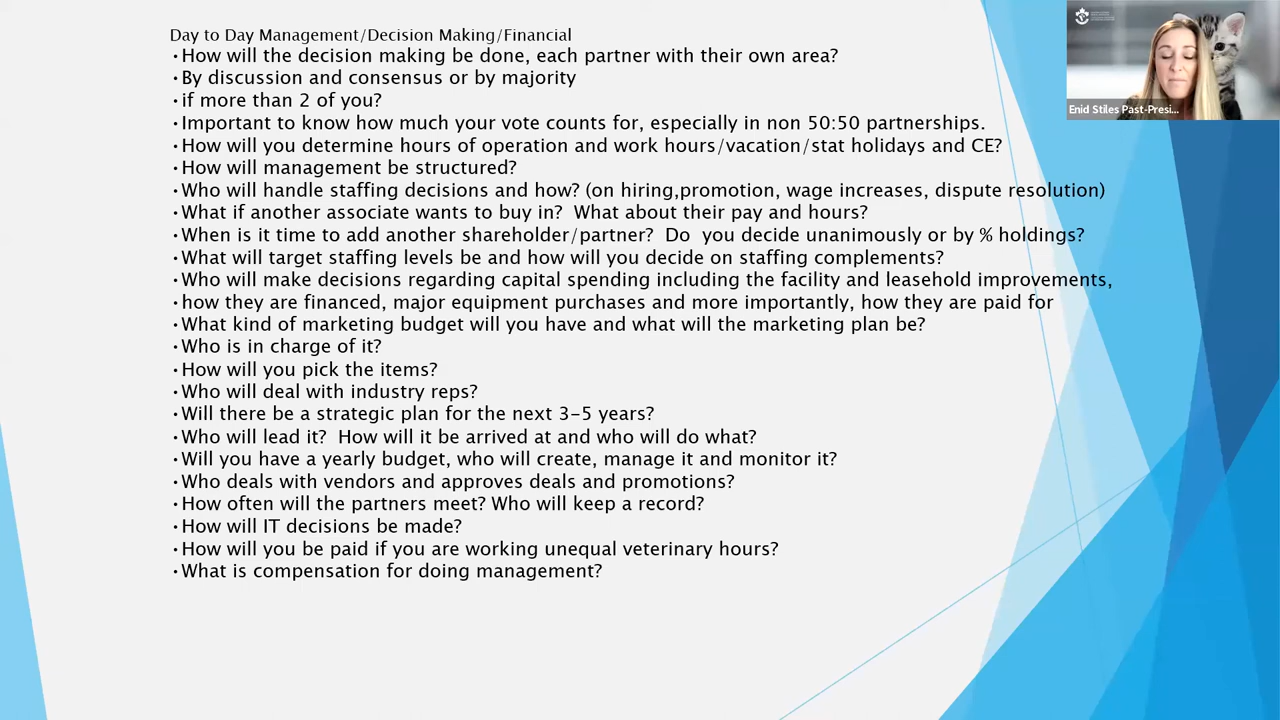 Day to Day Management/Decision Making/Financial
•How will the decision making be done, each partner with their own area?
•By discussion and consensus or by majority
•if more than 2 of you?
•Important to know how much your vote counts for, especially in non 50:50 partnerships.
•How will you determine hours of operation and work hours/vacation/stat holidays and CE?
•How will management be structured?
•Who will handle staffing decisions and how? (on hiring,promotion, wage increases, dispute resolution)
•What if another associate wants to buy in?  What about their pay and hours?
•When is it time to add another shareholder/partner?  Do  you decide unanimously or by % holdings?
•What will target staffing levels be and how will you decide on staffing complements?
•Who will make decisions regarding capital spending including the facility and leasehold improvements,
•how they are financed, major equipment purchases and more importantly, how they are paid for
•What kind of marketing budget will you have and what will the marketing plan be?
•Who is in charge of it?
•How will you pick the items?
•Who will deal with industry reps?
•Will there be a strategic plan for the next 3-5 years?
•Who will lead it?  How will it be arrived at and who will do what?
•Will you have a yearly budget, who will create, manage it and monitor it?
•Who deals with vendors and approves deals and promotions?
•How often will the partners meet? Who will keep a record?
•How will IT decisions be made?
•How will you be paid if you are working unequal veterinary hours?
•What is compensation for doing management?
Enid Stiles Past-Presi...